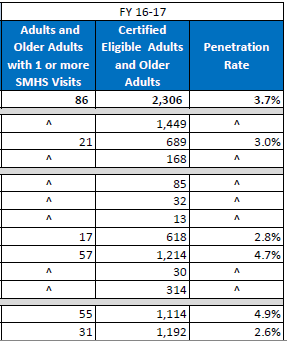 FY 16-17
Adults and Older Adults with 1 or more SMHS Visits Certified Eligible Adults and Older Adults Penetration Rate
86 2,306 3.7%
^ 1,449 ^
21 689 3.0%
^ 168 ^
^ 85 ^
^ 32 ^
^ 13 ^
17 618 2.8%
57 1,214 4.7%
^ 30 ^
^ 314 ^
55 1,114 4.9%
31 1,192 2.6%